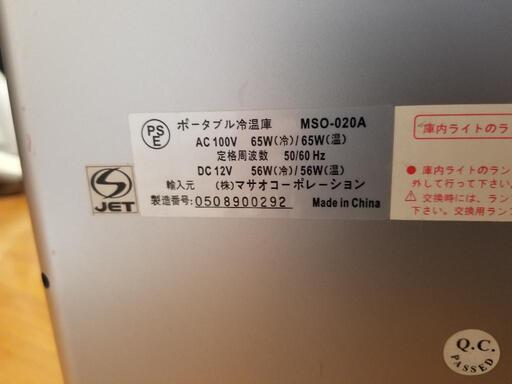 PS
E
ポータブル冷温庫 MSO-020A
AC 100V 65W(冷)/65W(温)
定格周波数 50/60 Hz
DC 12V 56W(冷)/56W(温)
輸入元 (株)マサオコーポレーション
製造番号: 0508900292 Made in China
S
JET
庫内ライトのラ
● 庫内ライトのラン
外して行って下さい。
⚠交換時には、ラン
下さい。交換用ランプ
Q.C.
PASSED